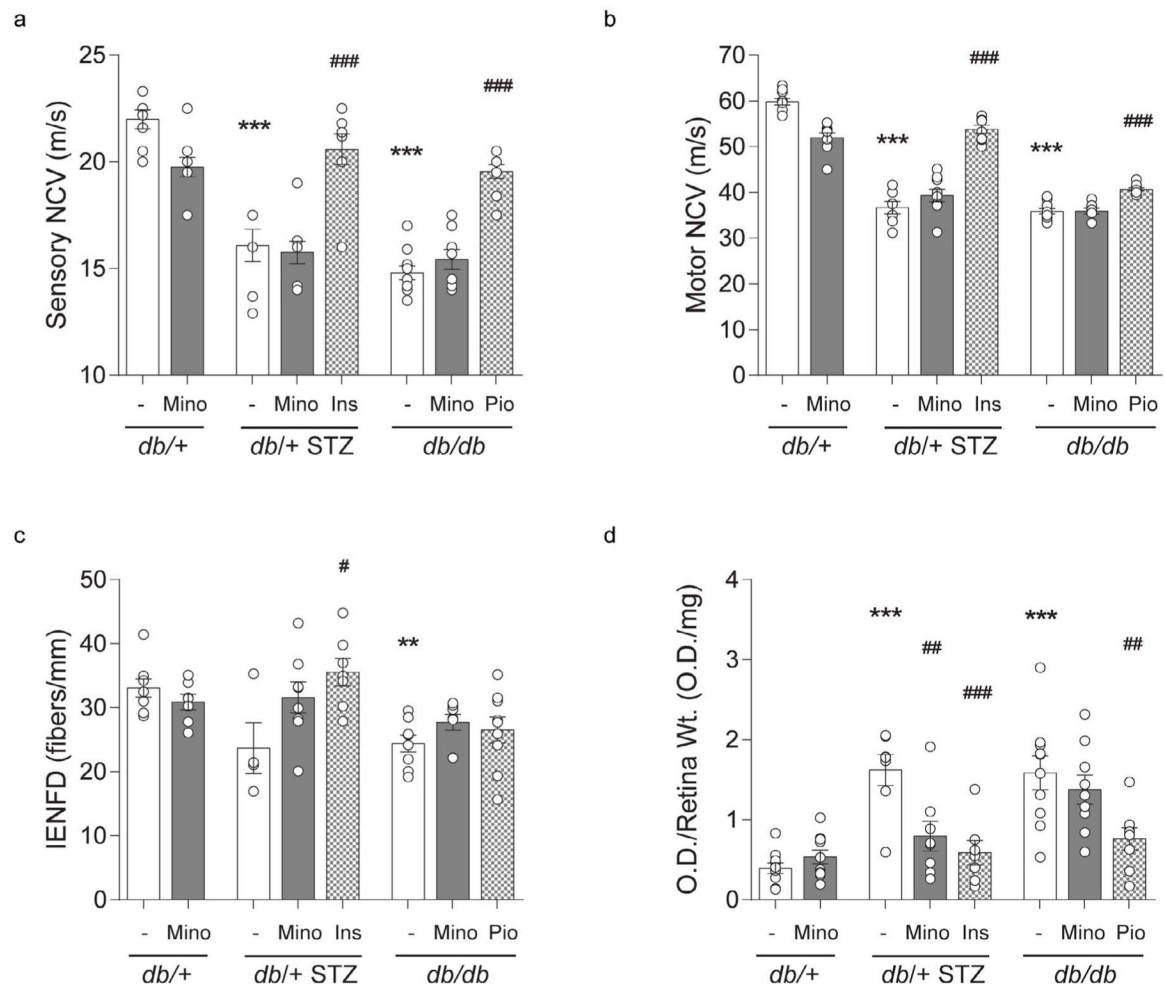 a
Sensory NCV (m/s)
25
20
15
10
***
###
***
###
- Mino - Mino Ins - Mino Pio
db/+ db/+ STZ db/db
b
Motor NCV (m/s)
70
60
50
40
30
20
10
0
***
###
***
###
- Mino - Mino Ins - Mino Pio
db/+ db/+ STZ db/db
c
IENFD (fibers/mm)
50
40
30
20
10
0
#
**
- Mino - Mino Ins - Mino Pio
db/+ db/+ STZ db/db
d
O.D./Retina Wt. (O.D./mg)
4
3
2
1
0
***
##
###
***
##
- Mino - Mino Ins - Mino Pio
db/+ db/+ STZ db/db